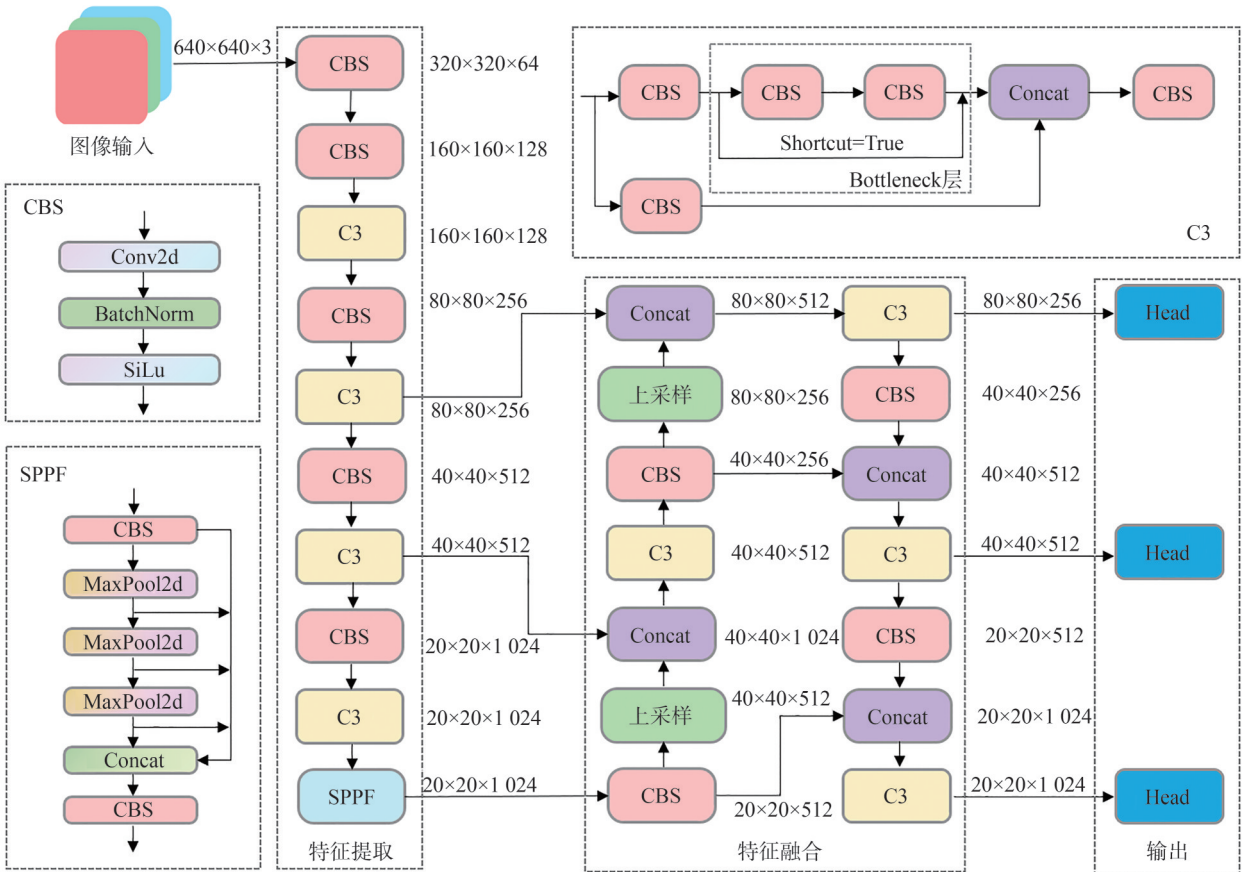 640×640×3
图像输入
CBS
Conv2d
BatchNorm
SiLu
SPPF
CBS
MaxPool2d
MaxPool2d
MaxPool2d
Concat
CBS
CBS
320×320×64
CBS
160×160×128
C3
160×160×128
CBS
80×80×256
C3
80×80×256
CBS
40×40×512
C3
40×40×512
CBS
20×20×1 024
C3
20×20×1 024
SPPF
20×20×1 024
特征提取
CBS
CBS
CBS
Concat
CBS
Shortcut=True
Bottleneck层
CBS
C3
Concat
80×80×512
C3
80×80×256
Head
上采样
80×80×256
CBS
40×40×256
CBS
40×40×256
Concat
40×40×512
C3
40×40×512
C3
40×40×512
Head
Concat
40×40×1 024
CBS
20×20×512
上采样
40×40×512
Concat
20×20×1 024
CBS
20×20×512
C3
20×20×1 024
Head
特征融合
输出